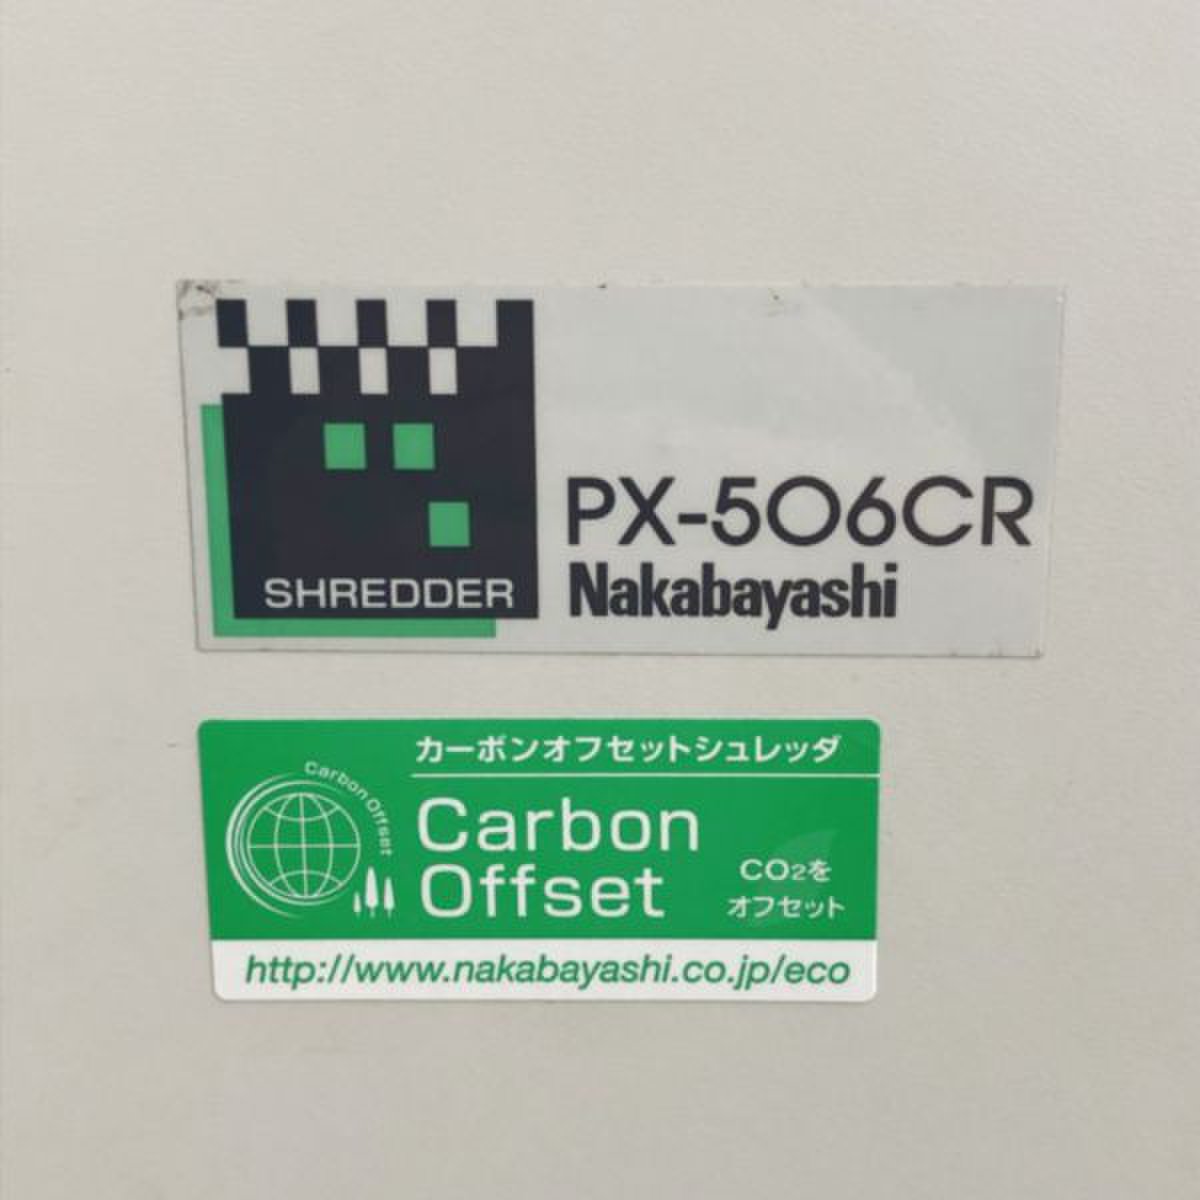 SHREDDER
PX-506CR
Nakabayashi
カーボンオフセットシュレッダ
Carbon Offset
Carbon
Offset
CO2を
オフセット
http://www.nakabayashi.co.jp/eco